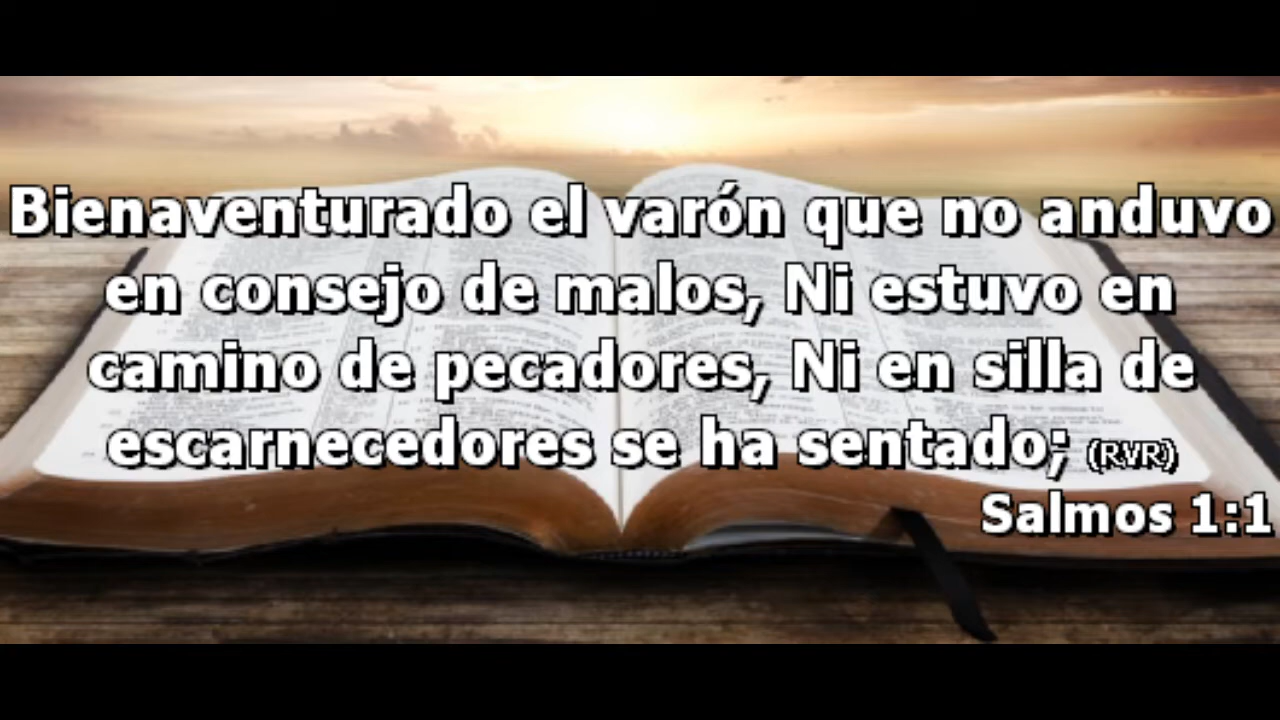 Bienaventurado el varón que no anduvo
en consejo de malos, Ni estuvo en
camino de pecadores, Ni en silla de
escarnecedores se ha sentado; (RVR)
Salmos 1:1